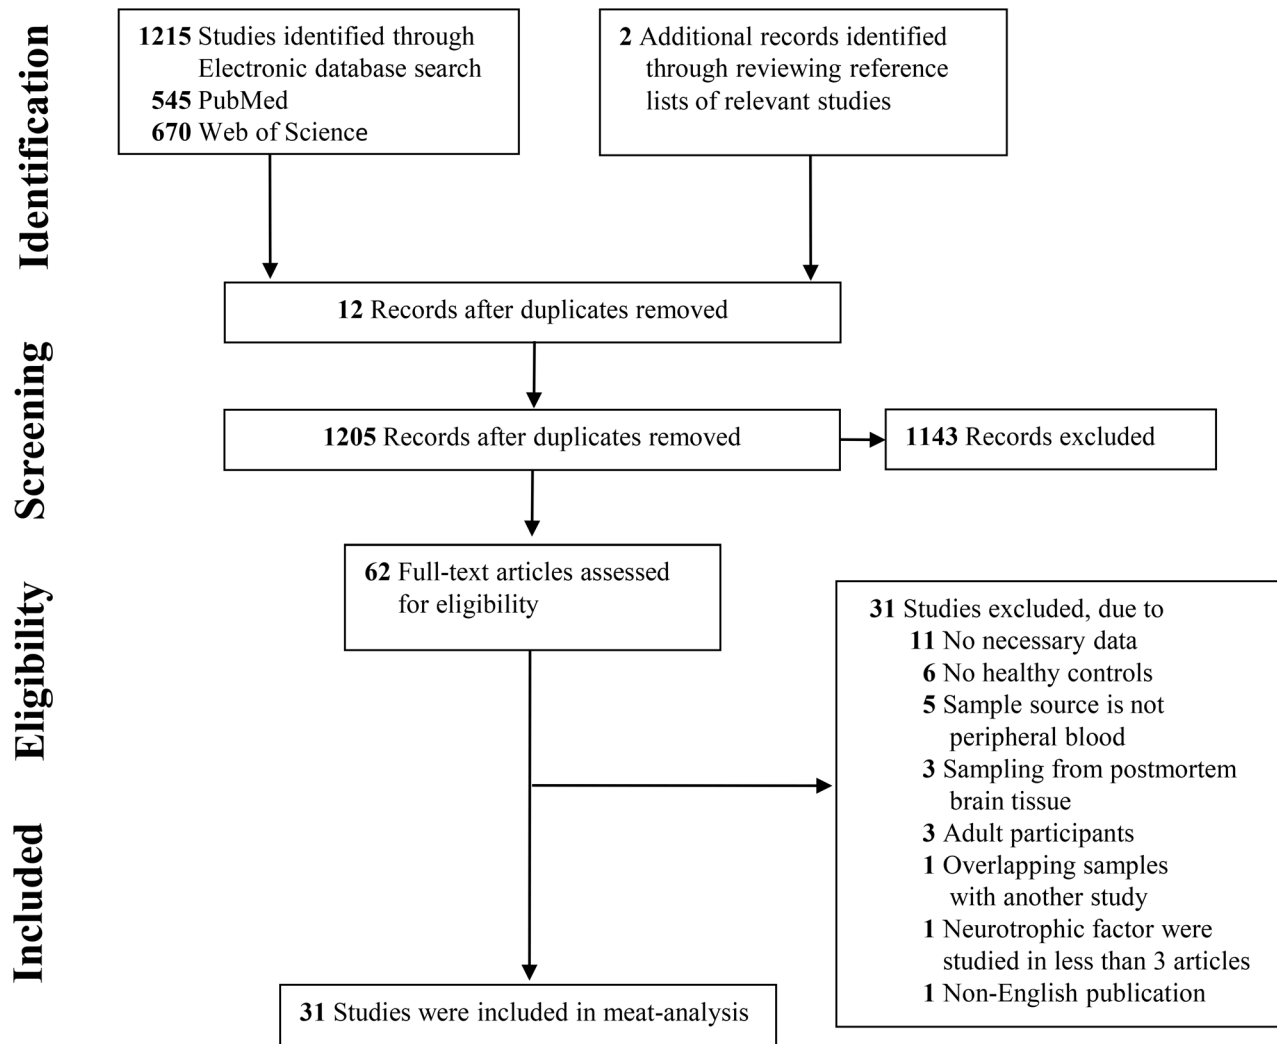 Identification
1215 Studies identified through
Electronic database search
545 PubMed
670 Web of Science
2 Additional records identified
through reviewing reference
lists of relevant studies
12 Records after duplicates removed
Screening
1205 Records after duplicates removed
1143 Records excluded
Eligibility
62 Full-text articles assessed
for eligibility
31 Studies excluded, due to
11 No necessary data
6 No healthy controls
5 Sample source is not
peripheral blood
3 Sampling from postmortem
brain tissue
3 Adult participants
1 Overlapping samples
with another study
1 Neurotrophic factor were
studied in less than 3 articles
1 Non-English publication
Included
31 Studies were included in meat-analysis